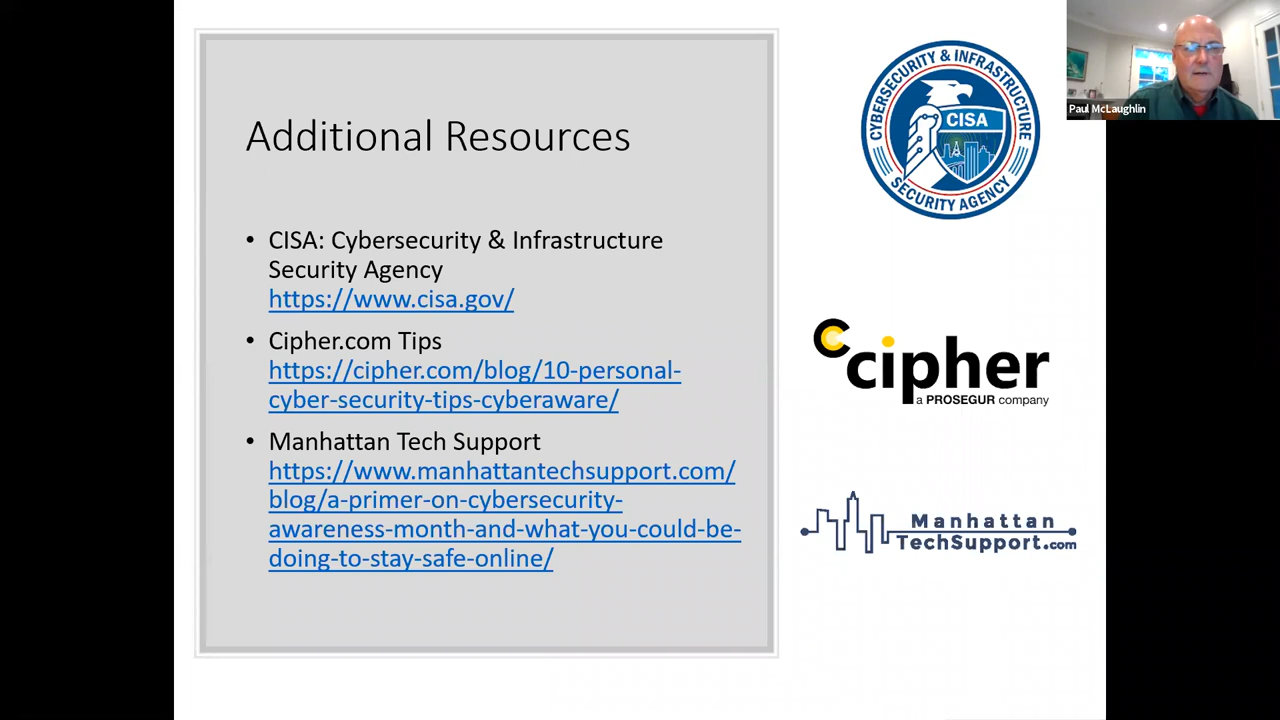 Additional Resources
• CISA: Cybersecurity & Infrastructure
Security Agency
https://www.cisa.gov/
• Cipher.com Tips
https://cipher.com/blog/10-personal-
cyber-security-tips-cyberaware/
• Manhattan Tech Support
https://www.manhattantechsupport.com/
blog/a-primer-on-cybersecurity-
awareness-month-and-what-you-could-be-
doing-to-stay-safe-online/
CYBERSECURITY & INFRASTRUCTURE
CISA
SECURITY AGENCY
cipher
a PROSEGUR company
Manhattan
TechSupport.com
Paul McLaughlin